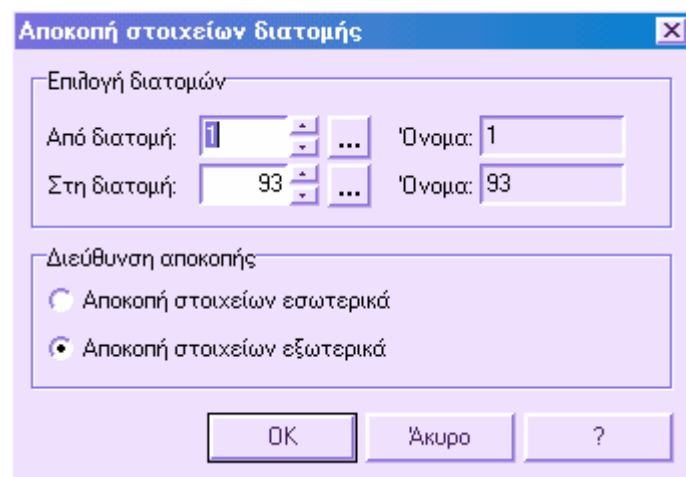 Αποκοπή στοιχείων διατομής
Επιλογή διατομών
Από διατομή: 1 ... Όνομα: 1
Στη διατομή: 93 ... Όνομα: 93
Διεύθυνση αποκοπής
Αποκοπή στοιχείων εσωτερικά
Αποκοπή στοιχείων εξωτερικά
OK Άκυρο ?